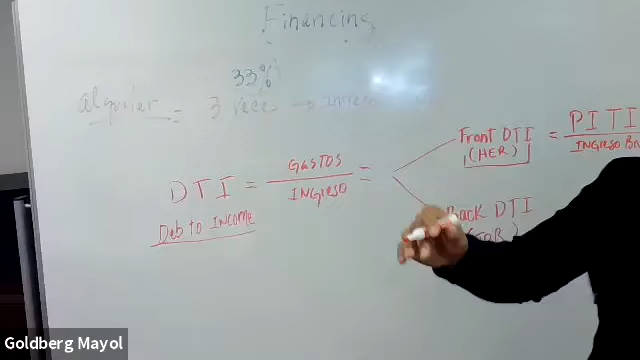 Financing
33%
alquiler = 3 veces → ingreso
Front DTI = PITI
(HER) INGRESO
GASTOS
DTI = =
INGRESO
Deb to INCOME
Back DTI
Goldberg Mayol